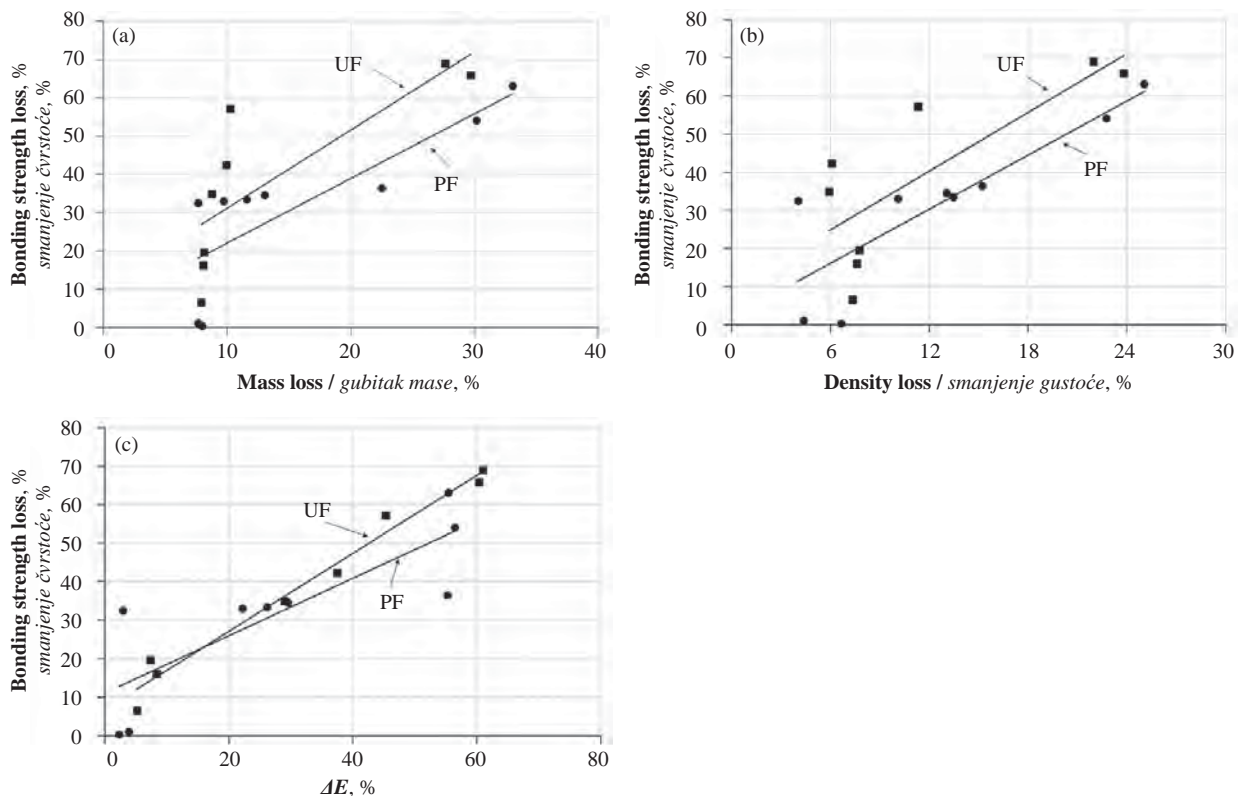 (a)
Bonding strength loss, %
smanjenje čvrstoće, %
80
70
60
50
40
30
20
10
0
UF
PF
0 10 20 30 40
Mass loss / gubitak mase, %
(b)
Bonding strength loss, %
smanjenje čvrstoće, %
80
70
60
50
40
30
20
10
0
UF
PF
0 6 12 18 24 30
Density loss / smanjenje gustoće, %
(c)
Bonding strength loss, %
smanjenje čvrstoće, %
80
70
60
50
40
30
20
10
0
UF
PF
0 20 40 60 80
ΔE, %